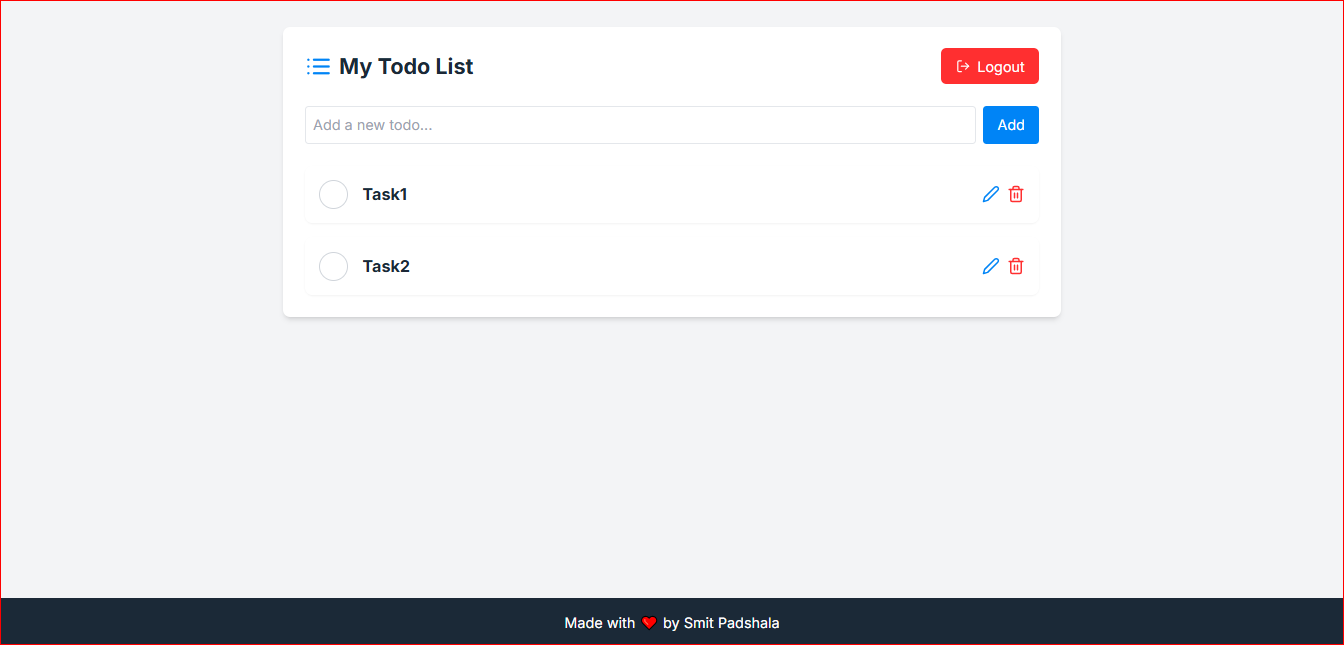 My Todo List
Logout
Add a new todo...
Add
Task1
Task2
Made with ❤️ by Smit Padshala